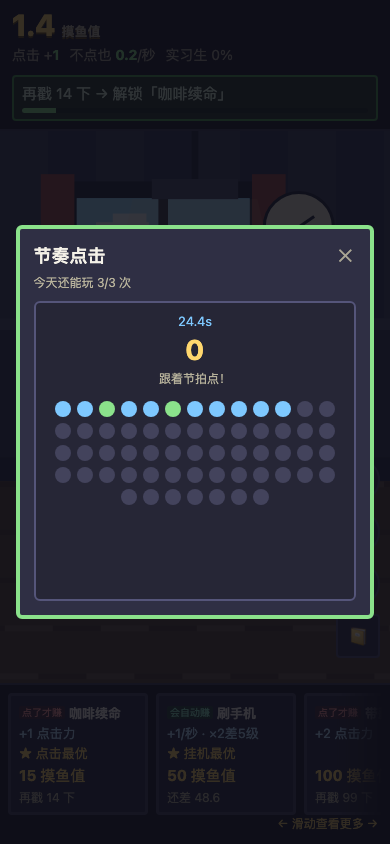 1.4 摸鱼值
点击 +1 不点也 0.2/秒 实习生 0%
再戳 14 下 → 解锁「咖啡续命」
节奏点击 ×
今天还能玩 3/3 次
24.4s
0
跟着节拍点！
点了才赚 咖啡续命
+1 点击力
★ 点击最优
15 摸鱼值
再戳 14 下
会自动赚 刷手机
+1/秒 · ×2差5级
★ 挂机最优
50 摸鱼值
还差 48.6
点了才赚
+2 点击力
100 摸鱼
再戳 99 下
← 滑动查看更多 →